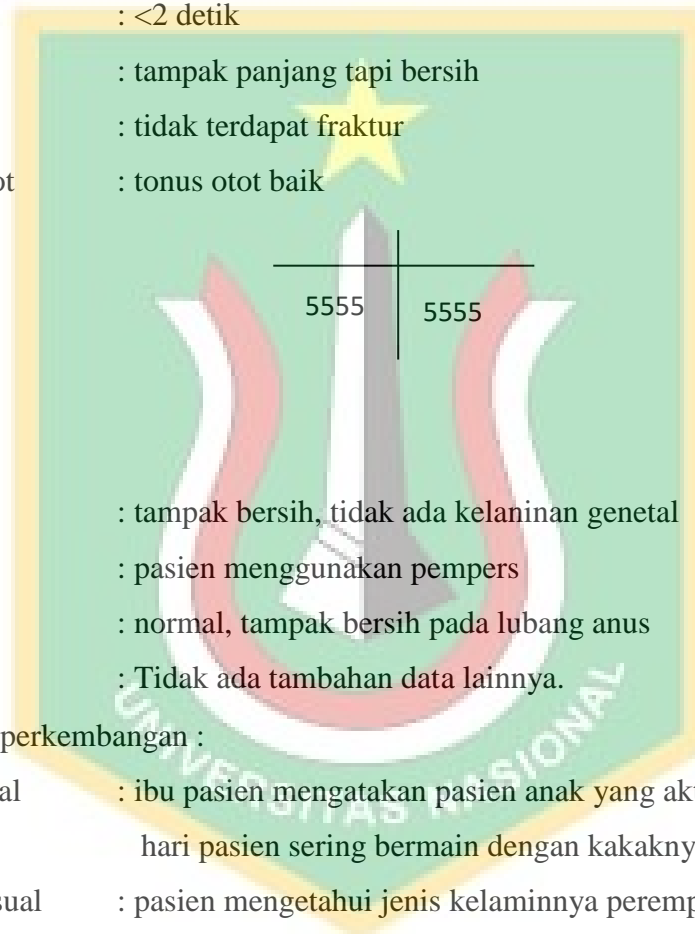 : <2 detik
: tampak panjang tapi bersih
: tidak terdapat fraktur
ot : tonus otot baik
5555 5555
: tampak bersih, tidak ada kelaninan genetal
: pasien menggunakan pempers
: normal, tampak bersih pada lubang anus
: Tidak ada tambahan data lainnya.
perkembangan :
al : ibu pasien mengatakan pasien anak yang ak
hari pasien sering bermain dengan kakakny
sual : pasien mengetahui jenis kelaminnya peremp
UNIVERSITAS NASIONAL